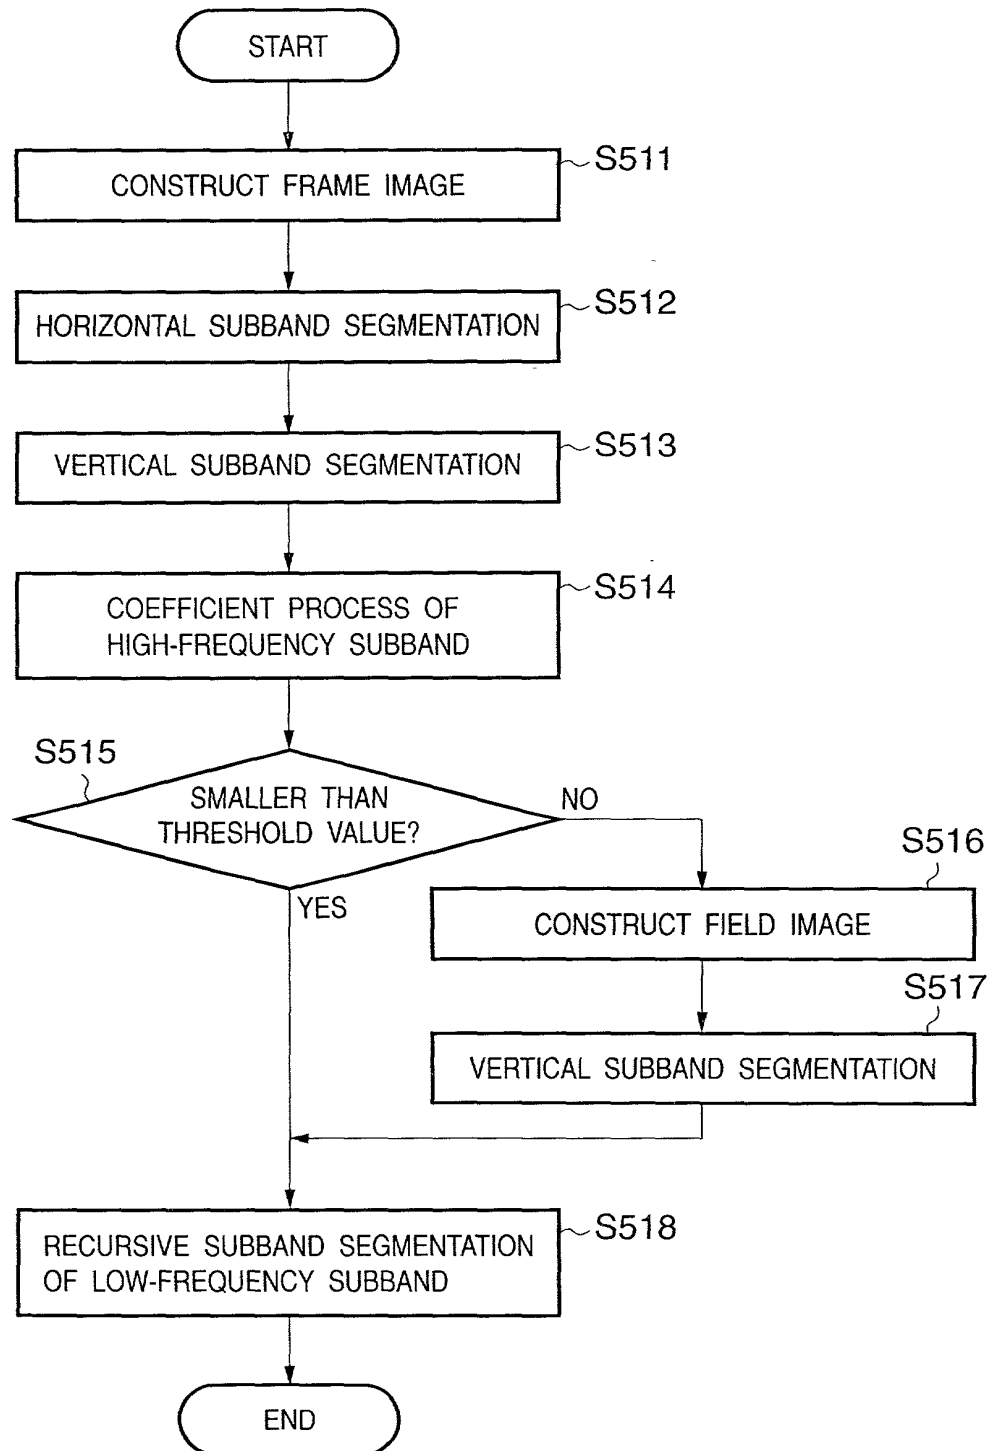 START
S511
CONSTRUCT FRAME IMAGE
S512
HORIZONTAL SUBBAND SEGMENTATION
S513
VERTICAL SUBBAND SEGMENTATION
S514
COEFFICIENT PROCESS OF
HIGH-FREQUENCY SUBBAND
S515
SMALLER THAN
THRESHOLD VALUE?
NO
YES
S516
CONSTRUCT FIELD IMAGE
S517
VERTICAL SUBBAND SEGMENTATION
S518
RECURSIVE SUBBAND SEGMENTATION
OF LOW-FREQUENCY SUBBAND
END